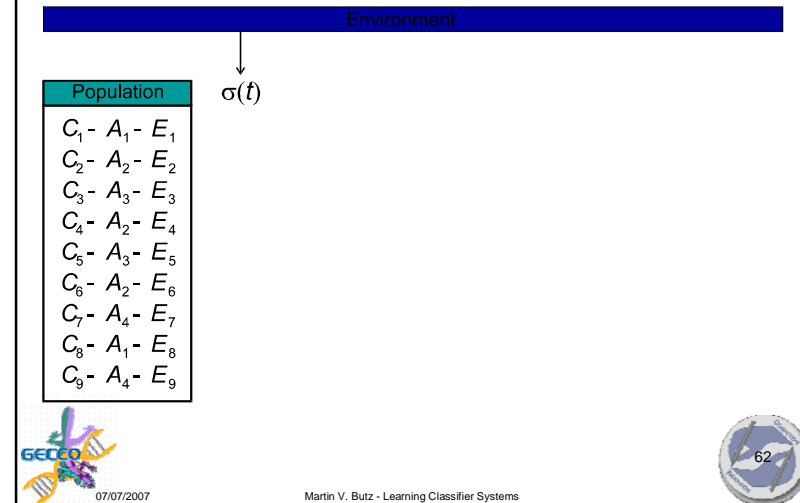 Environment
σ(t)
Population
C₁- A₁- E₁
C₂- A₂- E₂
C₃- A₃- E₃
C₄- A₂- E₄
C₅- A₃- E₅
C₆- A₂- E₆
C₇- A₄- E₇
C₈- A₁- E₈
C₉- A₄- E₉
GECCO
62
07/07/2007 Martin V. Butz - Learning Classifier Systems